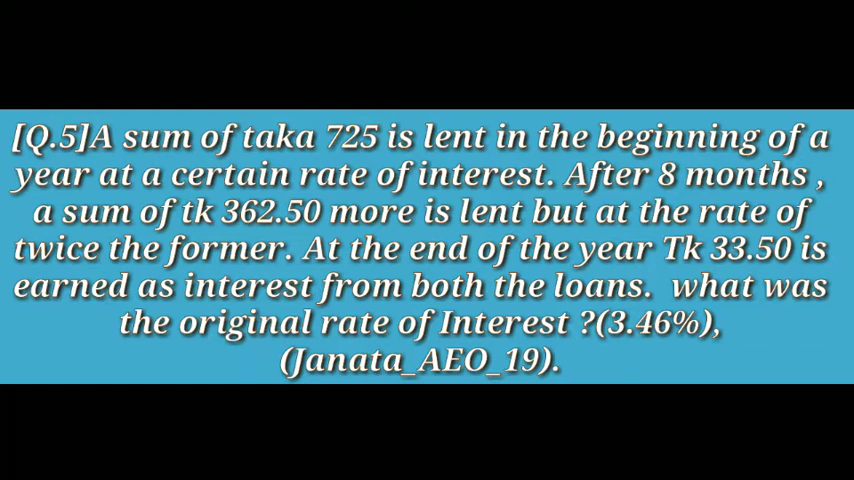 [Q.5]A sum of taka 725 is lent in the beginning of a
year at a certain rate of interest. After 8 months ,
a sum of tk 362.50 more is lent but at the rate of
twice the former. At the end of the year Tk 33.50 is
earned as interest from both the loans.  what was
the original rate of Interest ?(3.46%),
(Janata_AEO_19).